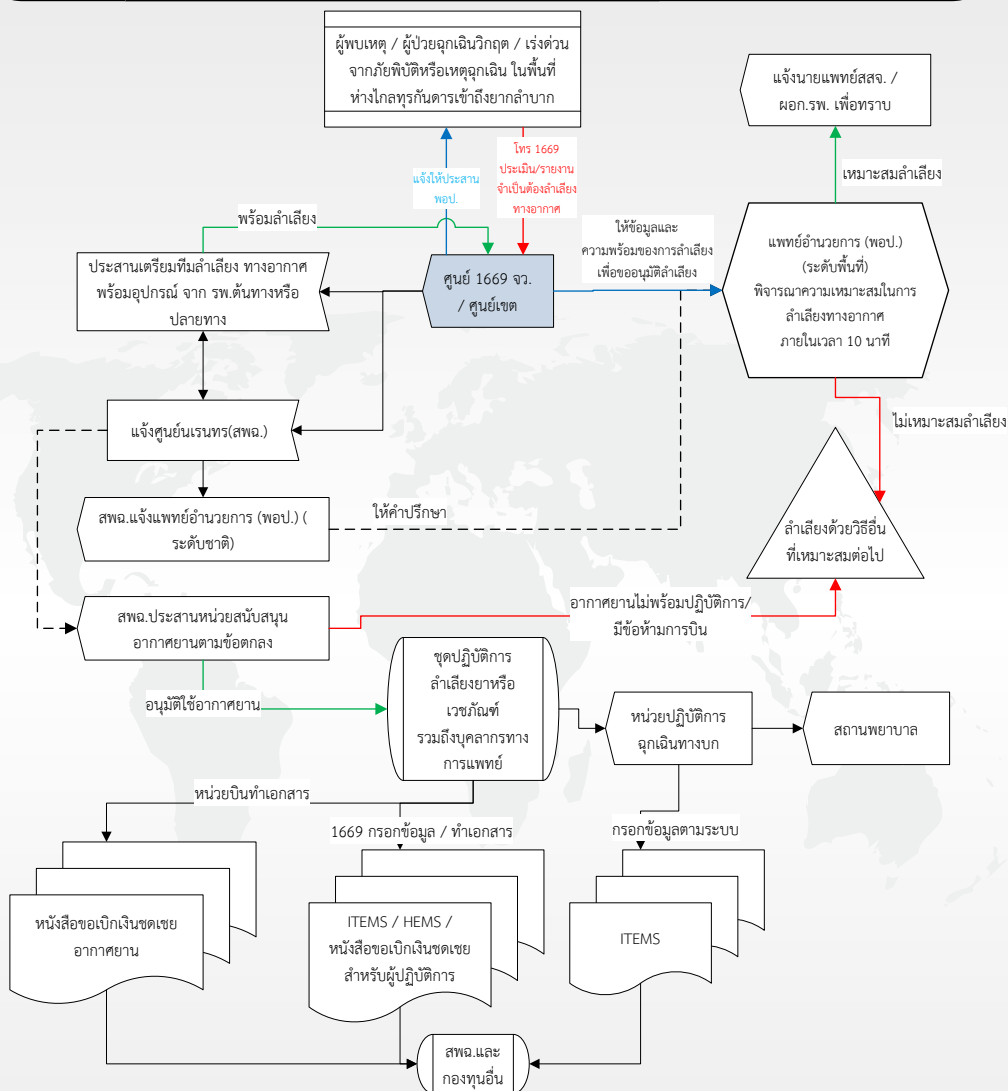 ผู้พบเหตุ / ผู้ป่วยฉุกเฉินวิกฤต / เร่งด่วน
จากภัยพิบัติหรือเหตุฉุกเฉิน ในพื้นที่
ห่างไกลทุรกันดารเข้าถึงยากลำบาก
แจ้งนายแพทย์สสจ. /
ผอก.รพ. เพื่อทราบ
แจ้งให้ประสาน
พอป.
โทร 1669
ประเมิน/รายงาน
จำเป็นต้องลำเลียง
ทางอากาศ
เหมาะสมลำเลียง
พร้อมลำเลียง
ให้ข้อมูลและ
ความพร้อมของการลำเลียง
เพื่อขออนุมัติลำเลียง
ประสานเตรียมทีมลำเลียง ทางอากาศ
พร้อมอุปกรณ์ จาก รพ.ต้นทางหรือ
ปลายทาง
ศูนย์ 1669 จว.
/ ศูนย์เขต
แพทย์อำนวยการ (พอป.)
(ระดับพื้นที่)
พิจารณาความเหมาะสมในการ
ลำเลียงทางอากาศ
ภายในเวลา 10 นาที
แจ้งศูนย์นเรนทร(สพฉ.)
ไม่เหมาะสมลำเลียง
สพฉ.แจ้งแพทย์อำนวยการ (พอป.) (
ระดับชาติ)
ให้คำปรึกษา
ลำเลียงด้วยวิธีอื่น
ที่เหมาะสมต่อไป
สพฉ.ประสานหน่วยสนับสนุน
อากาศยานตามข้อตกลง
อากาศยานไม่พร้อมปฏิบัติการ/
มีข้อห้ามการบิน
อนุมัติใช้อากาศยาน
ชุดปฏิบัติการ
ลำเลียงยาหรือ
เวชภัณฑ์
รวมถึงบุคลากรทาง
การแพทย์
หน่วยปฏิบัติการ
ฉุกเฉินทางบก
สถานพยาบาล
หน่วยบินทำเอกสาร
1669 กรอกข้อมูล / ทำเอกสาร
กรอกข้อมูลตามระบบ
หนังสือขอเบิกเงินชดเชย
อากาศยาน
ITEMS / HEMS /
หนังสือขอเบิกเงินชดเชย
สำหรับผู้ปฏิบัติการ
ITEMS
สพฉ.และ
กองทุนอื่น